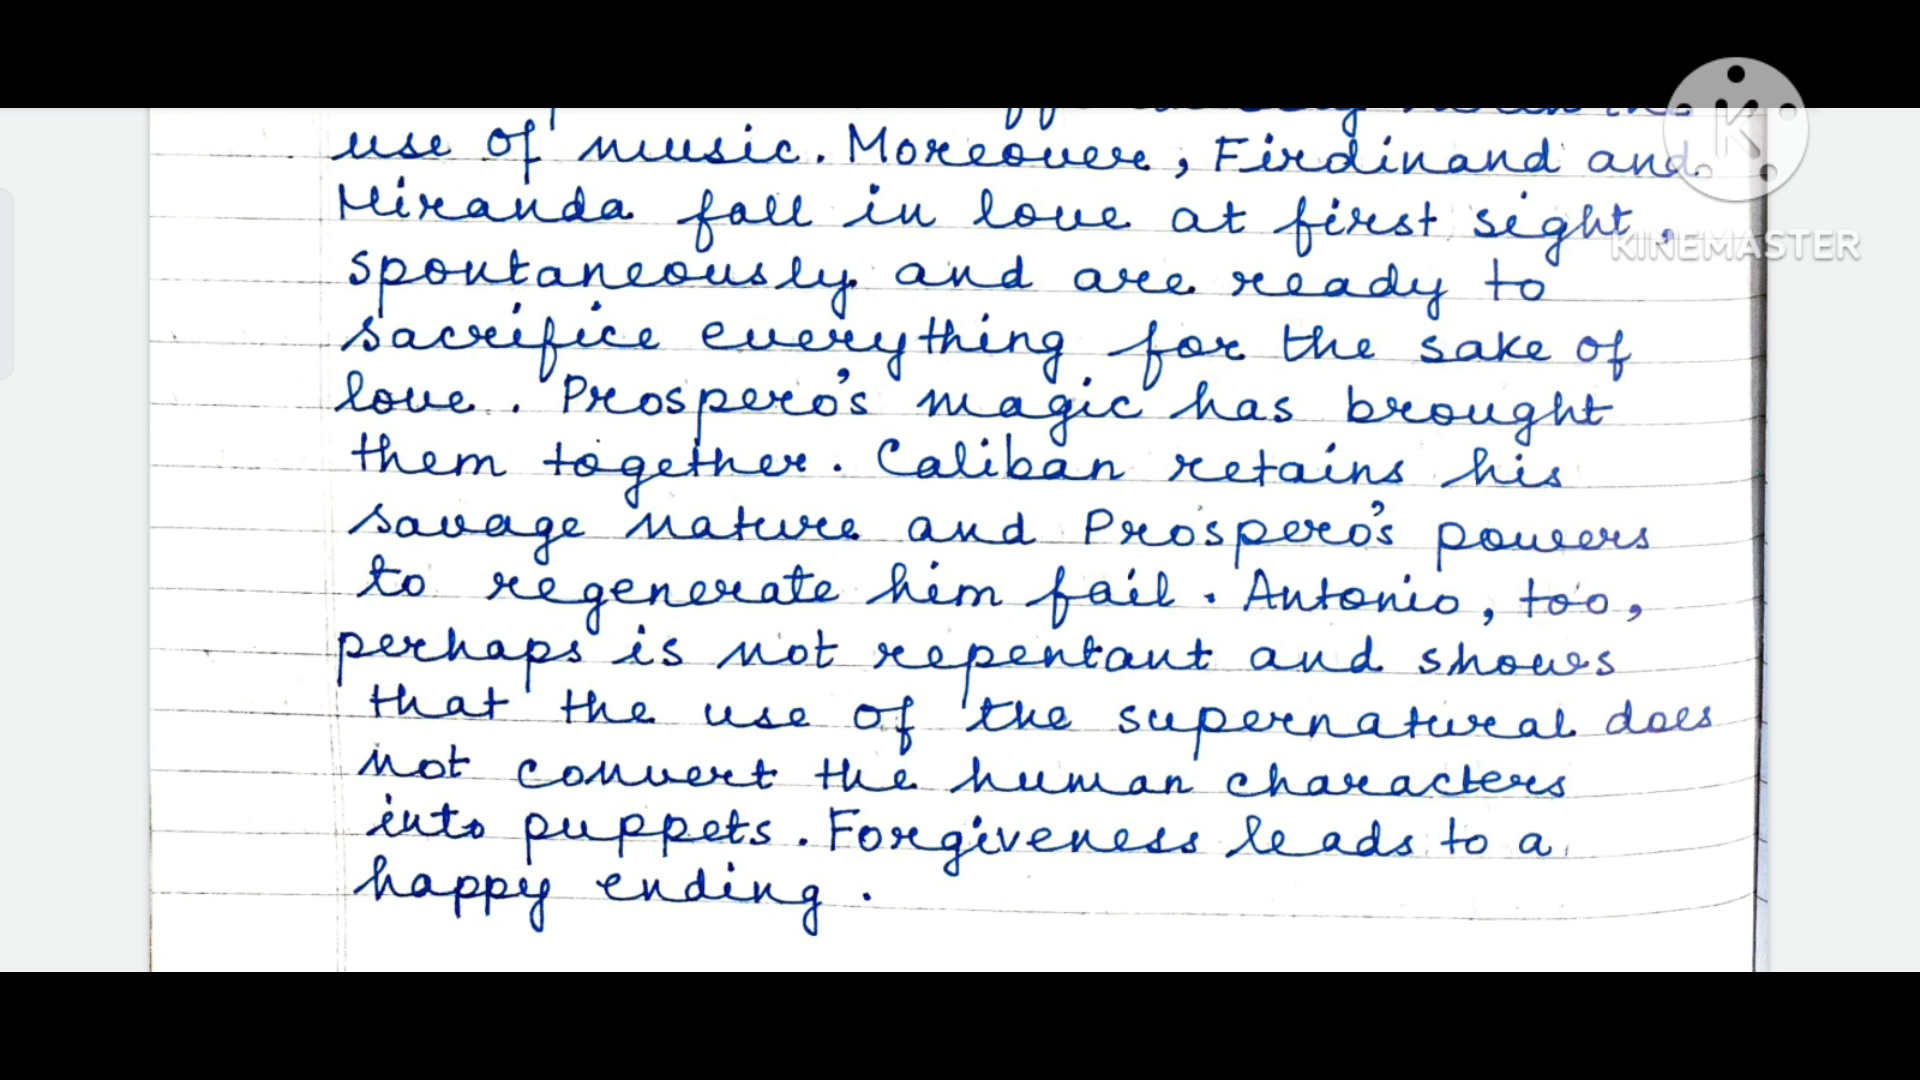 use of music. Moreover, Firdinand and
Miranda fall in love at first sight,
spontaneously and are ready to
sacrifice everything for the sake of
love. Prospero's magic has brought
them together. Caliban retains his
savage nature and Prospero's powers
to regenerate him fail. Antonio, too,
perhaps is not repentant and shows
that the use of the supernatural does
not convert the human characters
into puppets. Forgiveness leads to a
happy ending.
K
KINEMASTER